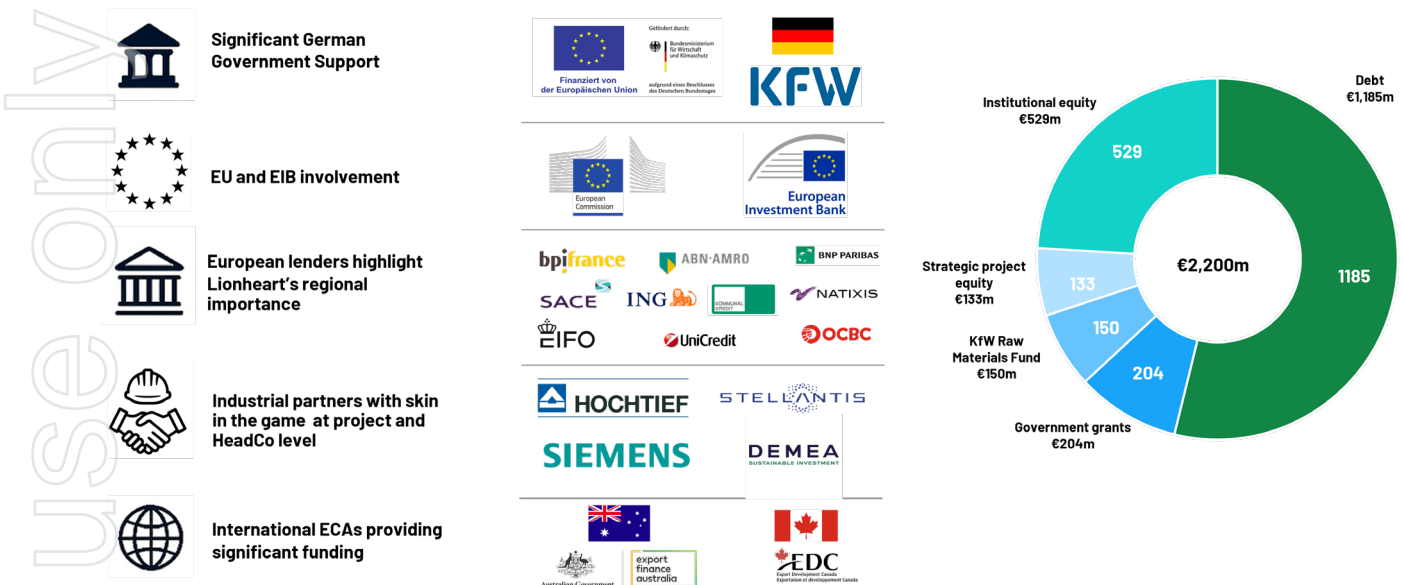 use only
Significant German
Government Support
Finanziert von
der Europäischen Union
Gefördert durch:
Bundesministerium
für Wirtschaft
und Klimaschutz
aufgrund eines Beschlusses
des Deutschen Bundestages
KFW
EU and EIB involvement
European
Commission
European
Investment Bank
European lenders highlight
Lionheart's regional
importance
bpifrance
ABN·AMRO
BNP PARIBAS
SACE
ING
KOMMUNAL
KREDIT
NATIXIS
EIFO
UniCredit
OCBC
Industrial partners with skin
in the game at project and
HeadCo level
HOCHTIEF
STELLANTIS
SIEMENS
DEMEA
SUSTAINABLE INVESTMENT
International ECAs providing
significant funding
Australian Government
export
finance
australia
EDC
Export Development Canada
Exportation et développement Canada
Debt
€1,185m
Institutional equity
€529m
529
Strategic project
equity
€133m
133
€2,200m
1185
KfW Raw
Materials Fund
€150m
150
204
Government grants
€204m